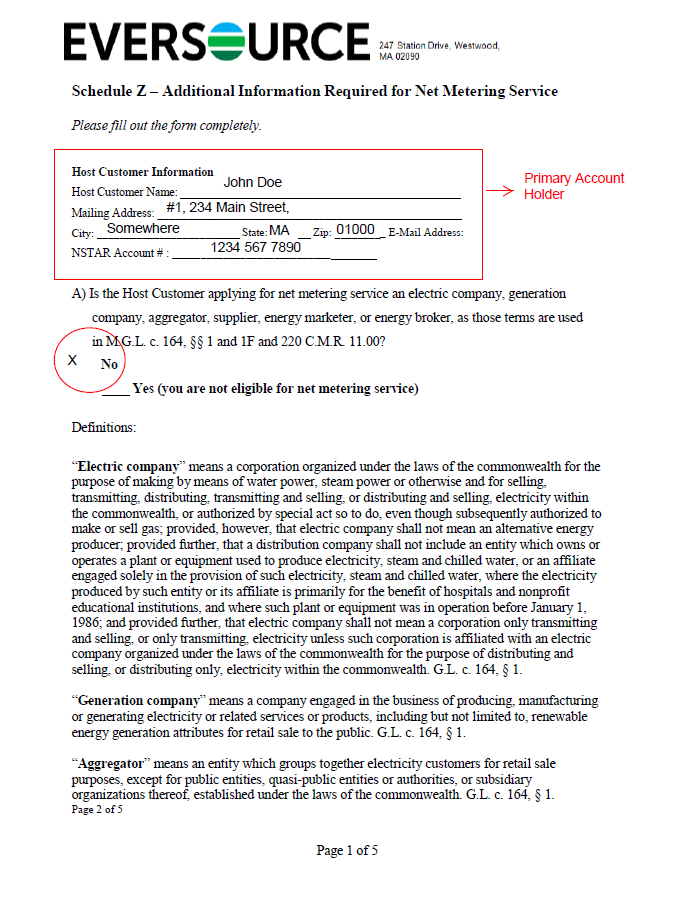 EVERSOURCE
247 Station Drive, Westwood,
MA 02090
Schedule Z – Additional Information Required for Net Metering Service
Please fill out the form completely.
Host Customer Information
Host Customer Name: John Doe
Mailing Address: #1, 234 Main Street,
City: Somewhere State: MA Zip: 01000 E-Mail Address:
NSTAR Account # : 1234 567 7890
Primary Account
Holder
A) Is the Host Customer applying for net metering service an electric company, generation
company, aggregator, supplier, energy marketer, or energy broker, as those terms are used
in M.G.L. c. 164, §§ 1 and 1F and 220 C.M.R. 11.00?
X No
____ Yes (you are not eligible for net metering service)
Definitions:
“Electric company” means a corporation organized under the laws of the commonwealth for the
purpose of making by means of water power, steam power or otherwise and for selling,
transmitting, distributing, transmitting and selling, or distributing and selling, electricity within
the commonwealth, or authorized by special act so to do, even though subsequently authorized to
make or sell gas; provided, however, that electric company shall not mean an alternative energy
producer; provided further, that a distribution company shall not include an entity which owns or
operates a plant or equipment used to produce electricity, steam and chilled water, or an affiliate
engaged solely in the provision of such electricity, steam and chilled water, where the electricity
produced by such entity or its affiliate is primarily for the benefit of hospitals and nonprofit
educational institutions, and where such plant or equipment was in operation before January 1,
1986; and provided further, that electric company shall not mean a corporation only transmitting
and selling, or only transmitting, electricity unless such corporation is affiliated with an electric
company organized under the laws of the commonwealth for the purpose of distributing and
selling, or distributing only, electricity within the commonwealth. G.L. c. 164, § 1.
“Generation company” means a company engaged in the business of producing, manufacturing
or generating electricity or related services or products, including but not limited to, renewable
energy generation attributes for retail sale to the public. G.L. c. 164, § 1.
“Aggregator” means an entity which groups together electricity customers for retail sale
purposes, except for public entities, quasi-public entities or authorities, or subsidiary
organizations thereof, established under the laws of the commonwealth. G.L. c. 164, § 1.
Page 2 of 5
Page 1 of 5